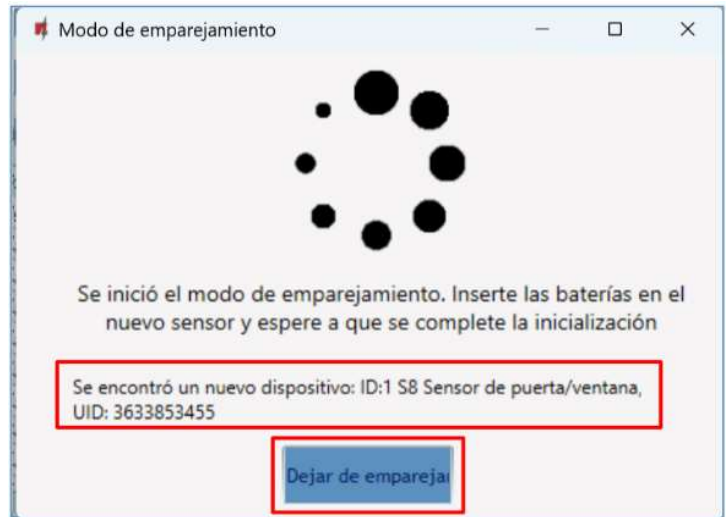 Modo de emparejamiento
Se inició el modo de emparejamiento. Inserte las baterías en el
nuevo sensor y espere a que se complete la inicialización
Se encontró un nuevo dispositivo: ID:1 S8 Sensor de puerta/ventana,
UID: 3633853455
Dejar de empareja